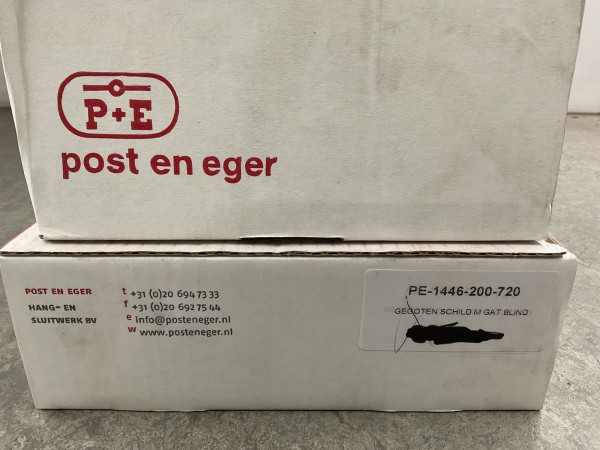 P+E
post en eger
POST EN EGER
HANG- EN
SLUITWERK BV
t +31 (0)20 694 73 33
f +31 (0)20 692 75 44
e info@posteneger.nl
w www.posteneger.nl
PE-1446-200-720
GEGOTEN SCHILD M GAT BLIND